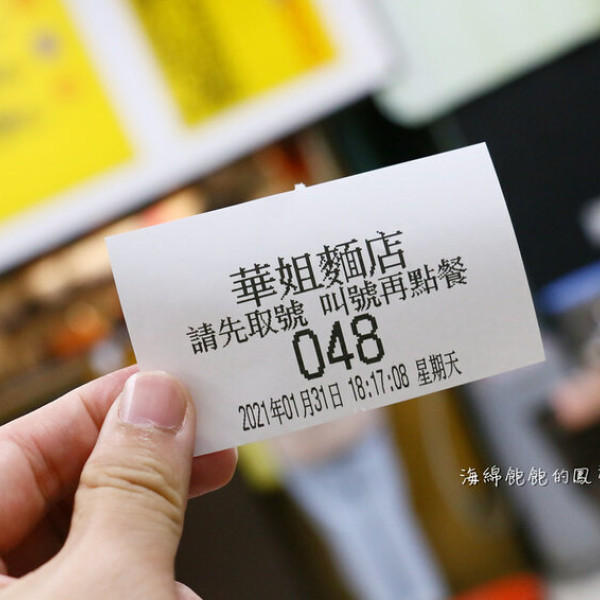 華姐麵店
請先取號 叫號再點餐
048
2021年01月31日 18:17:08 星期天
海綿飽飽的風